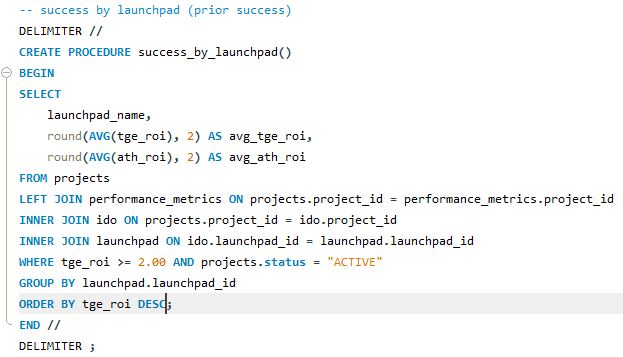 -- success by launchpad (prior success)
DELIMITER //
CREATE PROCEDURE success_by_launchpad()
BEGIN
SELECT
    launchpad_name,
    round(AVG(tge_roi), 2) AS avg_tge_roi,
    round(AVG(ath_roi), 2) AS avg_ath_roi
FROM projects
LEFT JOIN performance_metrics ON projects.project_id = performance_metrics.project_id
INNER JOIN ido ON projects.project_id = ido.project_id
INNER JOIN launchpad ON ido.launchpad_id = launchpad.launchpad_id
WHERE tge_roi >= 2.00 AND projects.status = "ACTIVE"
GROUP BY launchpad.launchpad_id
ORDER BY tge_roi DESC;
END //
DELIMITER ;